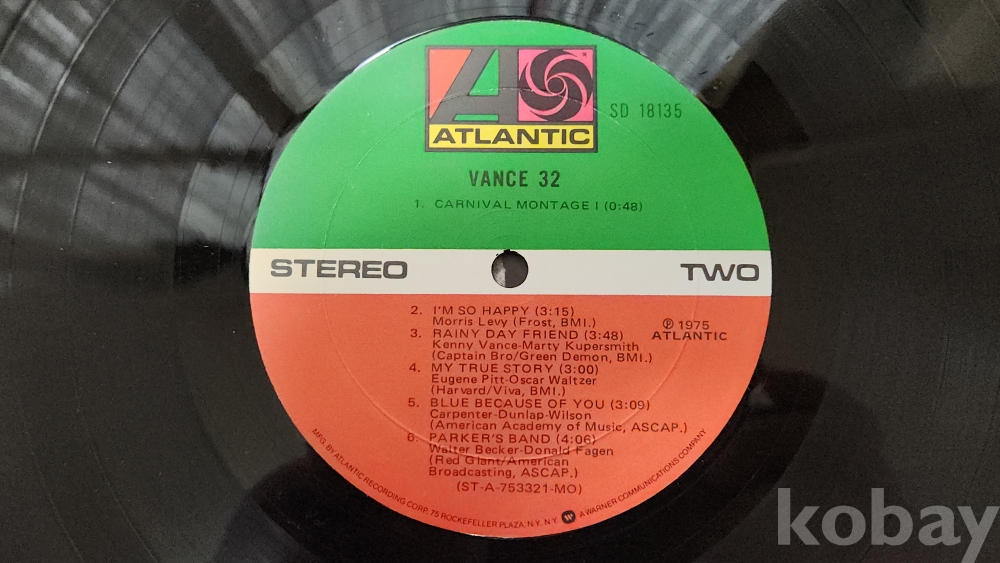 ATLANTIC
SD 18135
VANCE 32
1. CARNIVAL MONTAGE I (0:48)
STEREO
TWO
2. I'M SO HAPPY (3:15)
Morris Levy (Frost, BMI.)
3. RAINY DAY FRIEND (3:48)
Kenny Vance-Marty Kupersmith
(Captain Bro/Green Demon, BMI.)
℗ 1975
ATLANTIC
4. MY TRUE STORY (3:00)
Eugene Pitt-Oscar Waltzer
(Harvard/Viva, BMI.)
5. BLUE BECAUSE OF YOU (3:09)
Carpenter-Dunlap-Wilson
(American Academy of Music, ASCAP.)
6. PARKER'S BAND (4:06)
Walter Becker-Donald Fagen
(Red Giant/American
Broadcasting, ASCAP.)
(ST-A-753321-MO)
MFG. BY ATLANTIC RECORDING CORP. 75 ROCKEFELLER PLAZA, N.Y. N.Y. A WARNER COMMUNICATIONS COMPANY
kobay